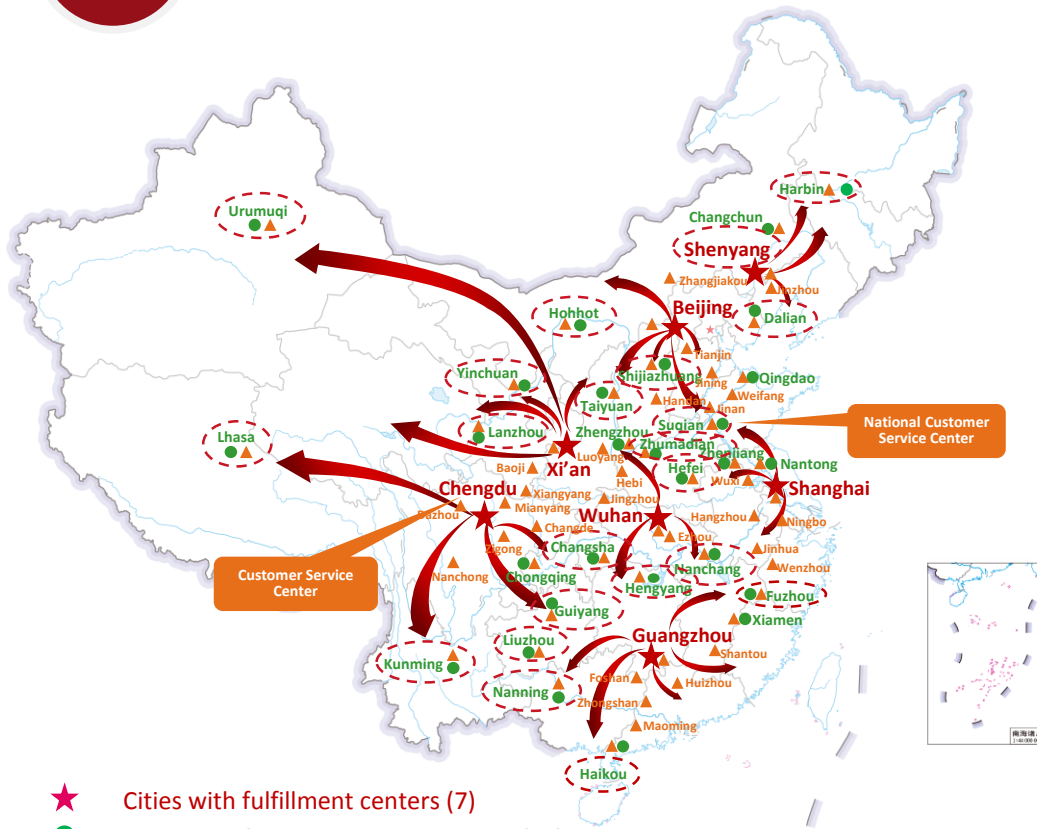 Harbin
Urumuqi
Changchun
Shenyang
Zhangjiakou
Jinzhou
Beijing
Hohhot
Dalian
Tianjin
Yinchuan
Shijiazhuang
Jining
Qingdao
Taiyuan
Handan
Weifang
Jinan
National Customer
Service Center
Lhasa
Lanzhou
Zhengzhou
Suqian
Zhumadian
Luoyang
Zhenjiang
Nantong
Xi'an
Baoji
Hebi
Hefei
Wuxi
Shanghai
Chengdu
Xiangyang
Mianyang
Jingzhou
Wuhan
Hangzhou
Ningbo
Changde
Ezhou
Zigong
Changsha
Jinhua
Customer Service
Center
Nanchong
Chongqing
Nanchang
Wenzhou
Hengyang
Fuzhou
Guiyang
Xiamen
Liuzhou
Guangzhou
Shantou
Kunming
Nanning
Foshan
Huizhou
Zhongshan
Maoming
Haikou
Cities with fulfillment centers (7)